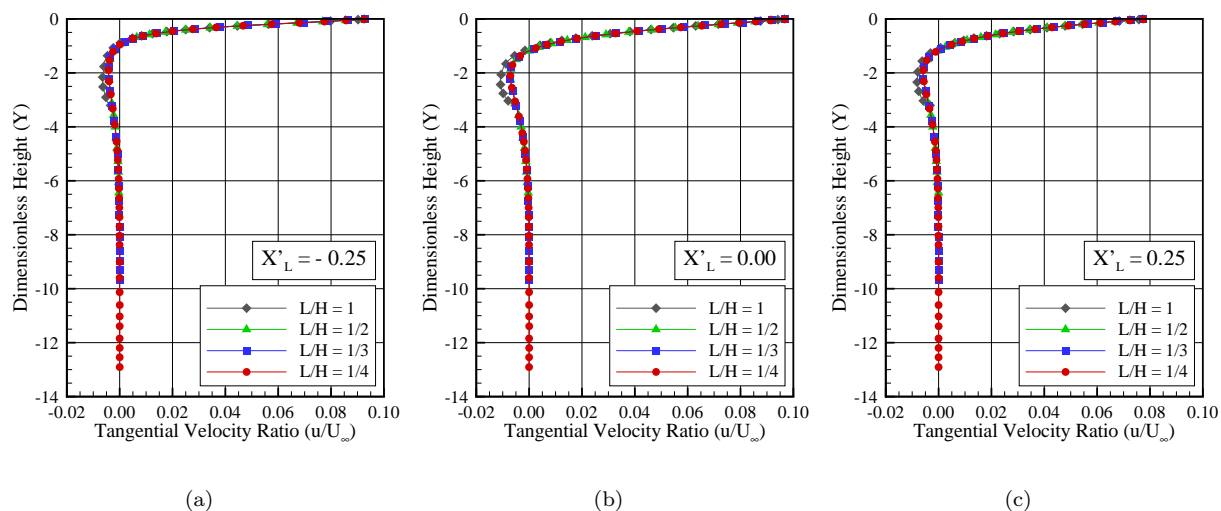 Dimensionless Height (Y)
0
-2
-4
-6
-8
-10
-12
-14
X'L = - 0.25
L/H = 1
L/H = 1/2
L/H = 1/3
L/H = 1/4
-0.02 0.00 0.02 0.04 0.06 0.08 0.10
Tangential Velocity Ratio (u/U∞)
(a)
Dimensionless Height (Y)
0
-2
-4
-6
-8
-10
-12
-14
X'L = 0.00
L/H = 1
L/H = 1/2
L/H = 1/3
L/H = 1/4
-0.02 0.00 0.02 0.04 0.06 0.08 0.10
Tangential Velocity Ratio (u/U∞)
(b)
Dimensionless Height (Y)
0
-2
-4
-6
-8
-10
-12
-14
X'L = 0.25
L/H = 1
L/H = 1/2
L/H = 1/3
L/H = 1/4
-0.02 0.00 0.02 0.04 0.06 0.08 0.10
Tangential Velocity Ratio (u/U∞)
(c)